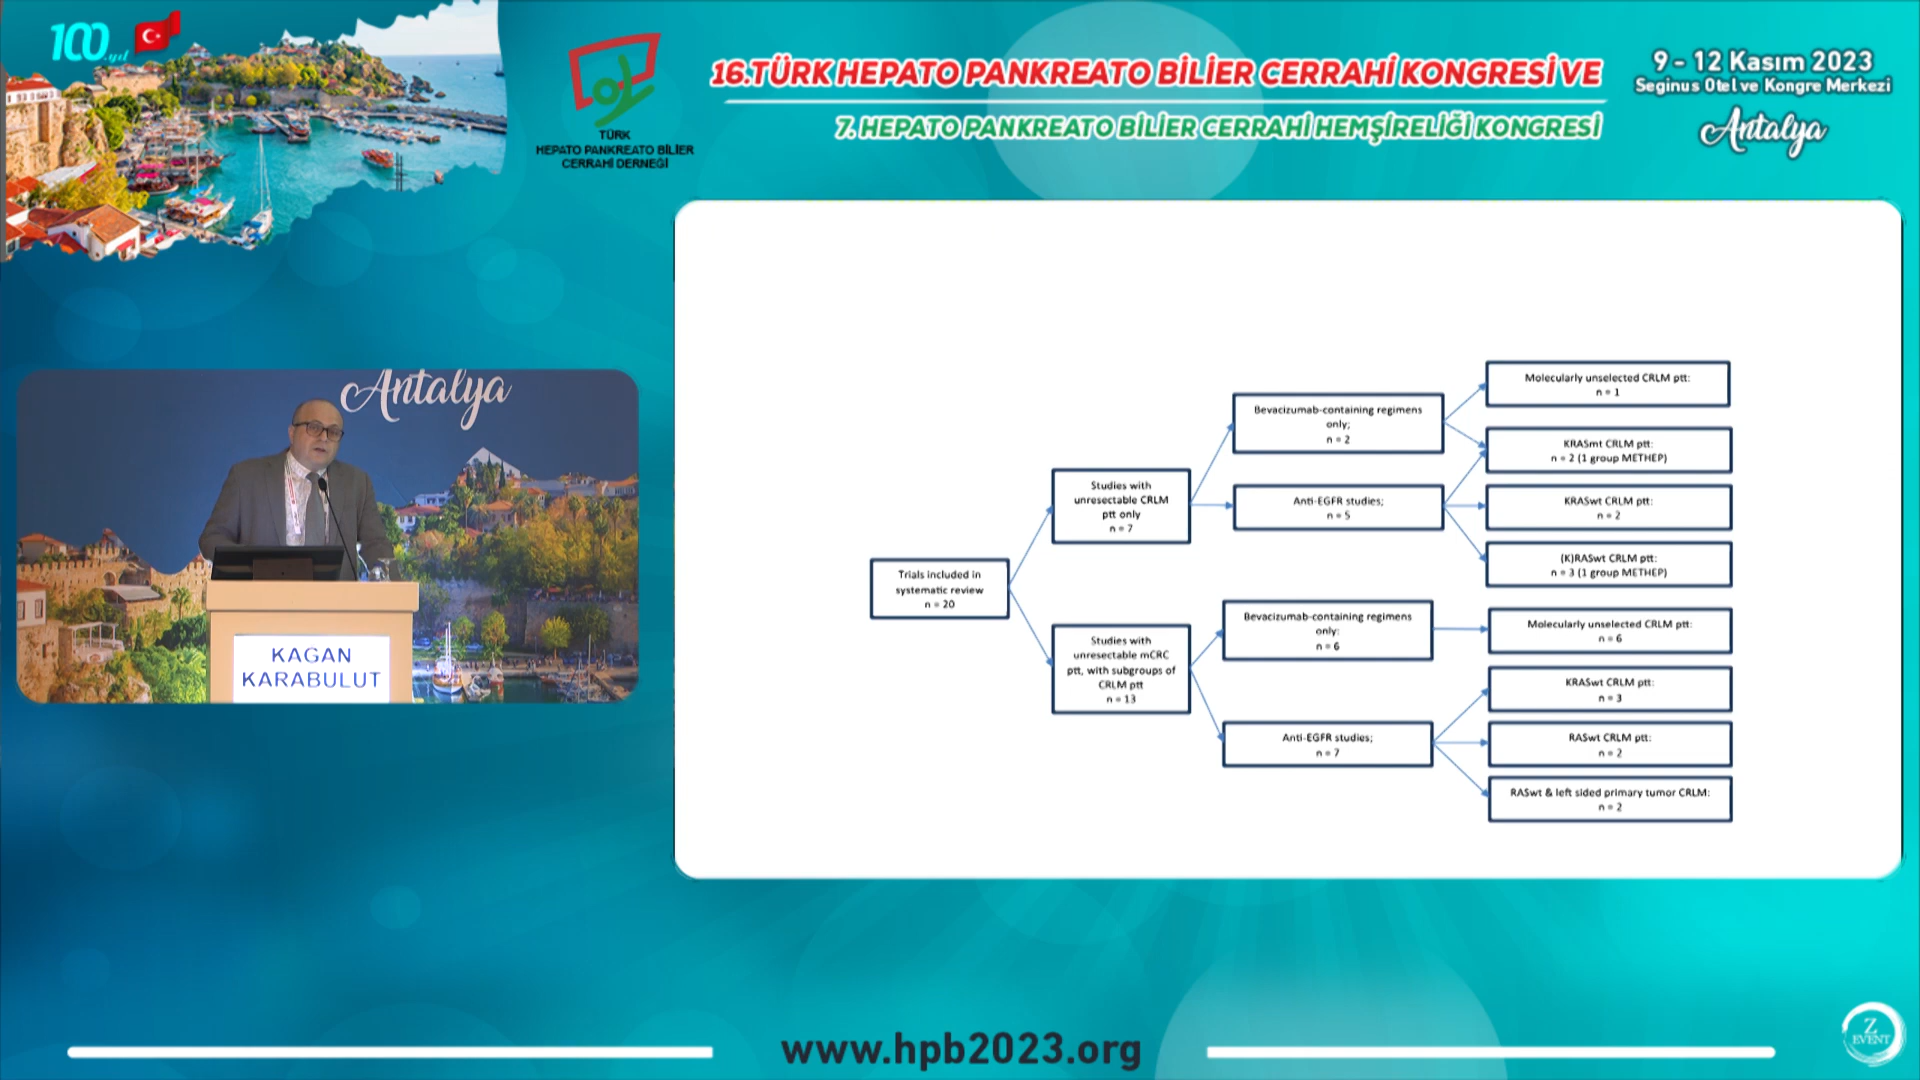 100.yıl
TÜRK
HEPATO PANKREATO BİLİER
CERRAHİ DERNEĞİ
16.TÜRK HEPATO PANKREATO BİLİER CERRAHİ KONGRESİ VE
7. HEPATO PANKREATO BİLİER CERRAHİ HEMŞİRELİĞİ KONGRESİ
9 - 12 Kasım 2023
Seginus Otel ve Kongre Merkezi
Antalya
Antalya
KAGAN
KARABULUT
Trials included in
systematic review
n = 20
Studies with
unresectable CRLM
ptt only
n = 7
Studies with
unresectable mCRC
ptt, with subgroups of
CRLM ptt
n = 13
Bevacizumab-containing regimens
only;
n = 2
Anti-EGFR studies;
n = 5
Bevacizumab-containing regimens
only:
n = 6
Anti-EGFR studies;
n = 7
Molecularly unselected CRLM ptt:
n = 1
KRASmt CRLM ptt:
n = 2 (1 group METHEP)
KRASwt CRLM ptt:
n = 2
(K)RASwt CRLM ptt:
n = 3 (1 group METHEP)
Molecularly unselected CRLM ptt:
n = 6
KRASwt CRLM ptt:
n = 3
RASwt CRLM ptt:
n = 2
RASwt & left sided primary tumor CRLM:
n = 2
www.hpb2023.org
Z
EVENT